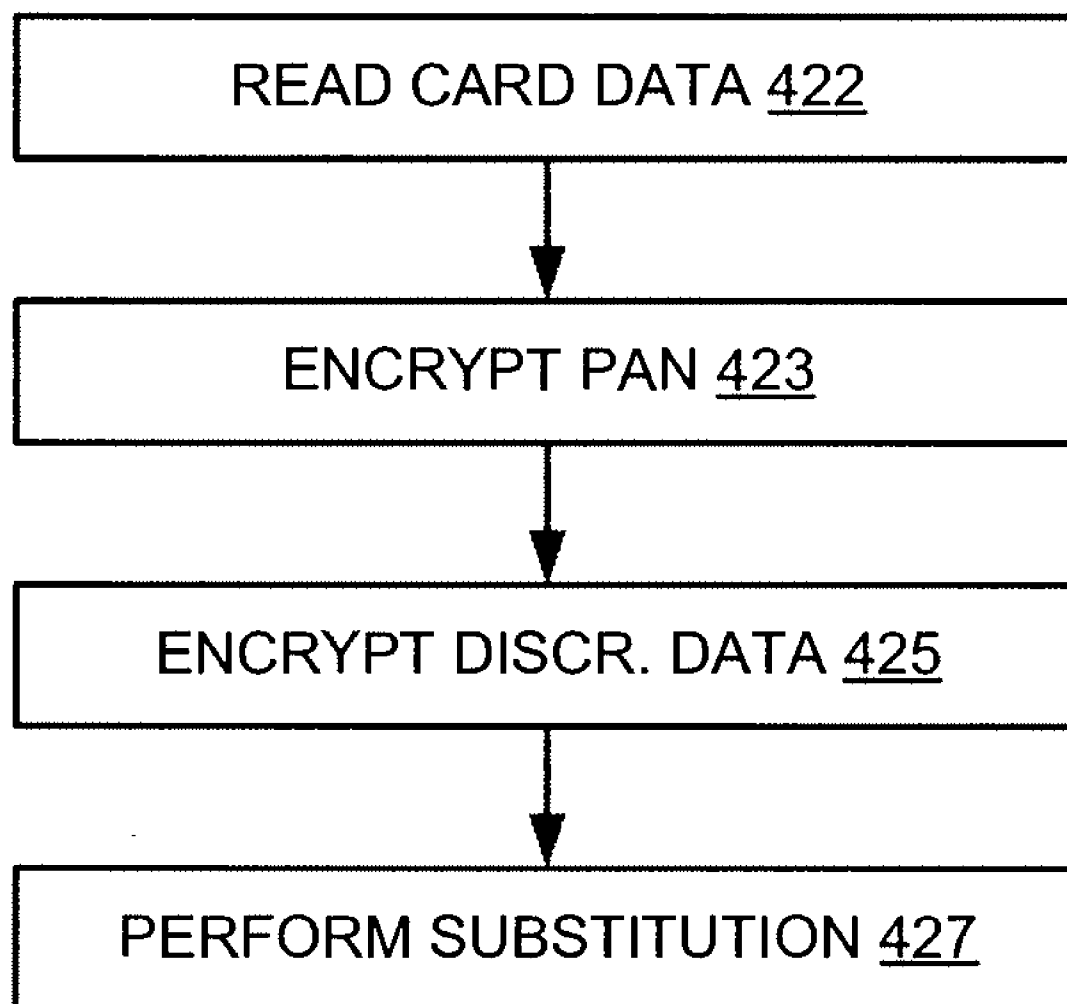 READ CARD DATA 422
ENCRYPT PAN 423
ENCRYPT DISCR. DATA 425
PERFORM SUBSTITUTION 427